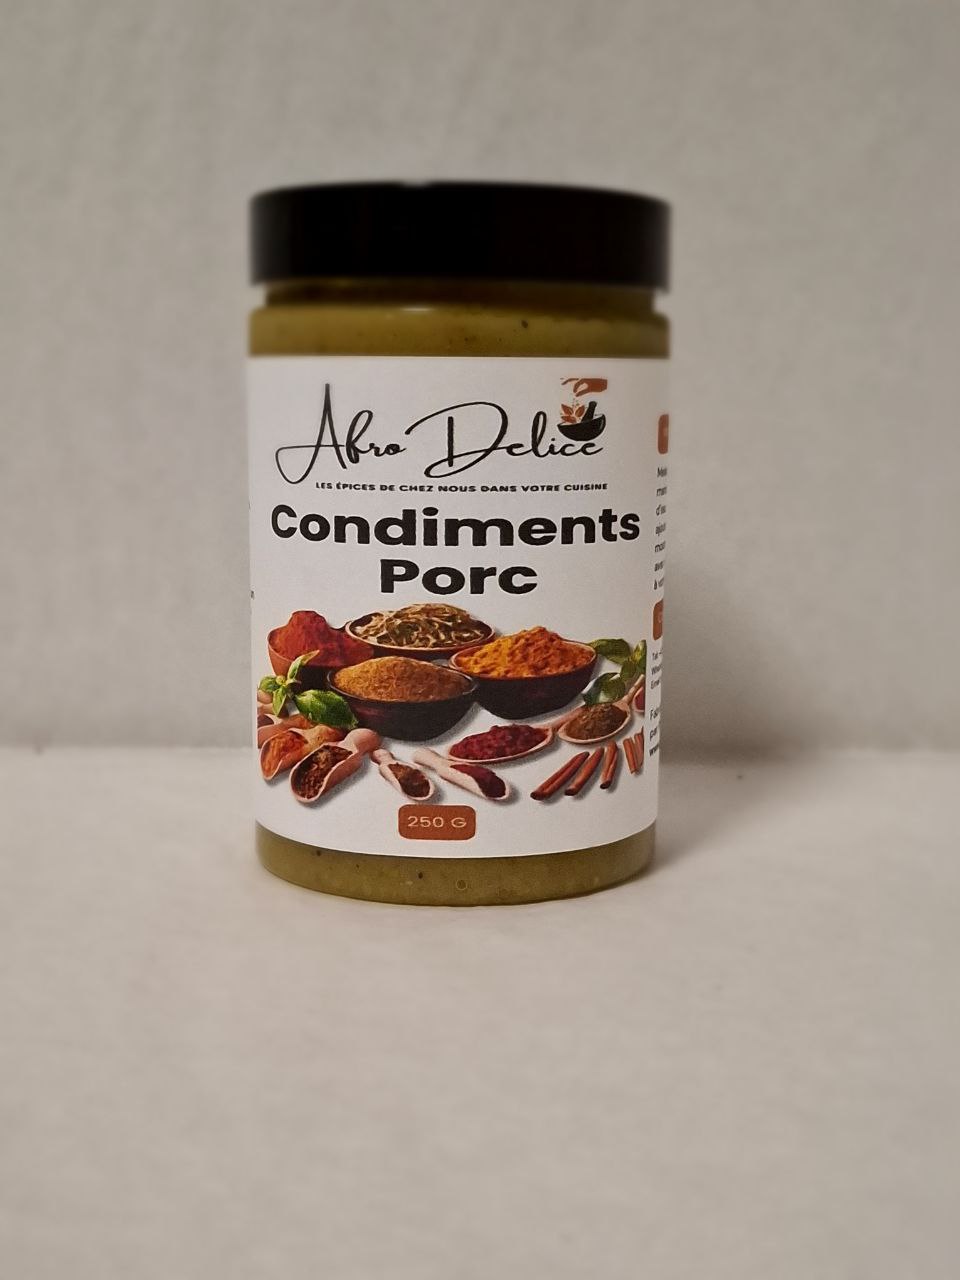 Afro Delice
LES ÉPICES DE CHEZ NOUS DANS VOTRE CUISINE
Condiments
Porc
250 G